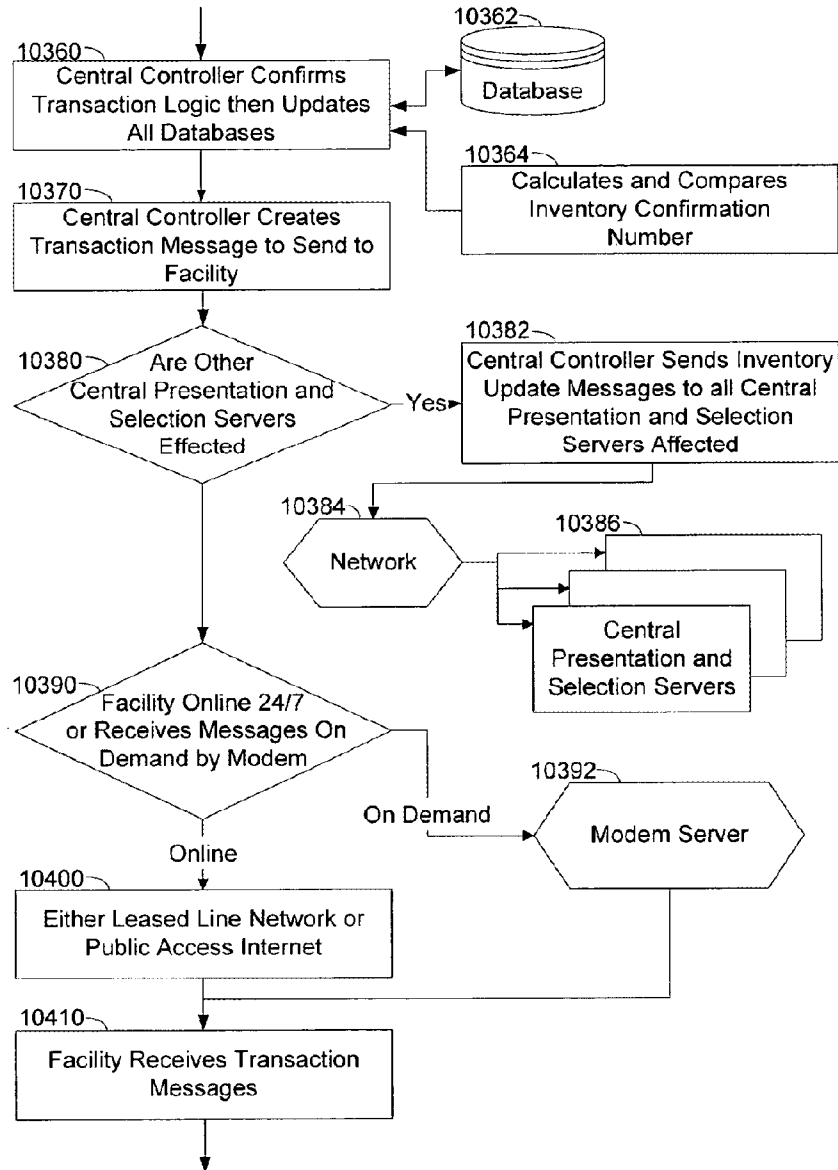 10360
Central Controller Confirms
Transaction Logic then Updates
All Databases
10362
Database
10364
Calculates and Compares
Inventory Confirmation
Number
10370
Central Controller Creates
Transaction Message to Send to
Facility
10380
Are Other
Central Presentation and
Selection Servers
Effected
Yes
10382
Central Controller Sends Inventory
Update Messages to all Central
Presentation and Selection
Servers Affected
10384
Network
10386
Central
Presentation and
Selection Servers
10390
Facility Online 24/7
or Receives Messages On
Demand by Modem
On Demand
10392
Modem Server
Online
10400
Either Leased Line Network or
Public Access Internet
10410
Facility Receives Transaction
Messages